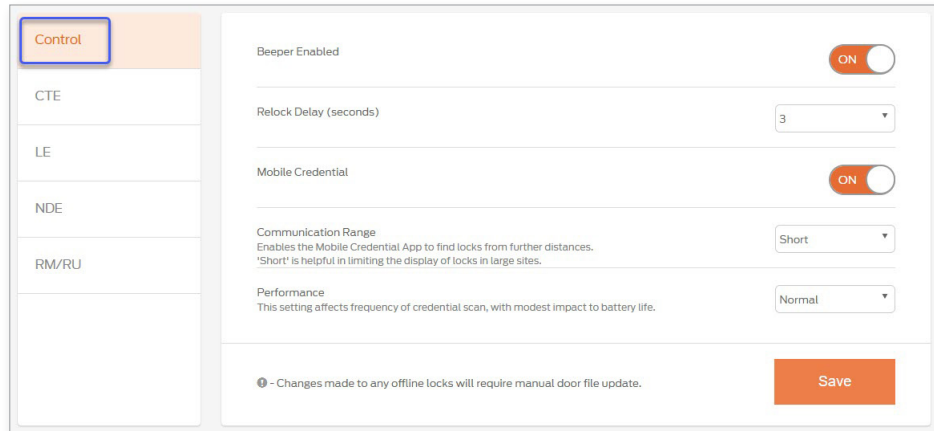 Control
CTE
LE
NDE
RM/RU
Beeper Enabled
ON
Relock Delay (seconds)
3
Mobile Credential
ON
Communication Range
Enables the Mobile Credential App to find locks from further distances.
'Short' is helpful in limiting the display of locks in large sites.
Short
Performance
This setting affects frequency of credential scan, with modest impact to battery life.
Normal
! - Changes made to any offline locks will require manual door file update.
Save